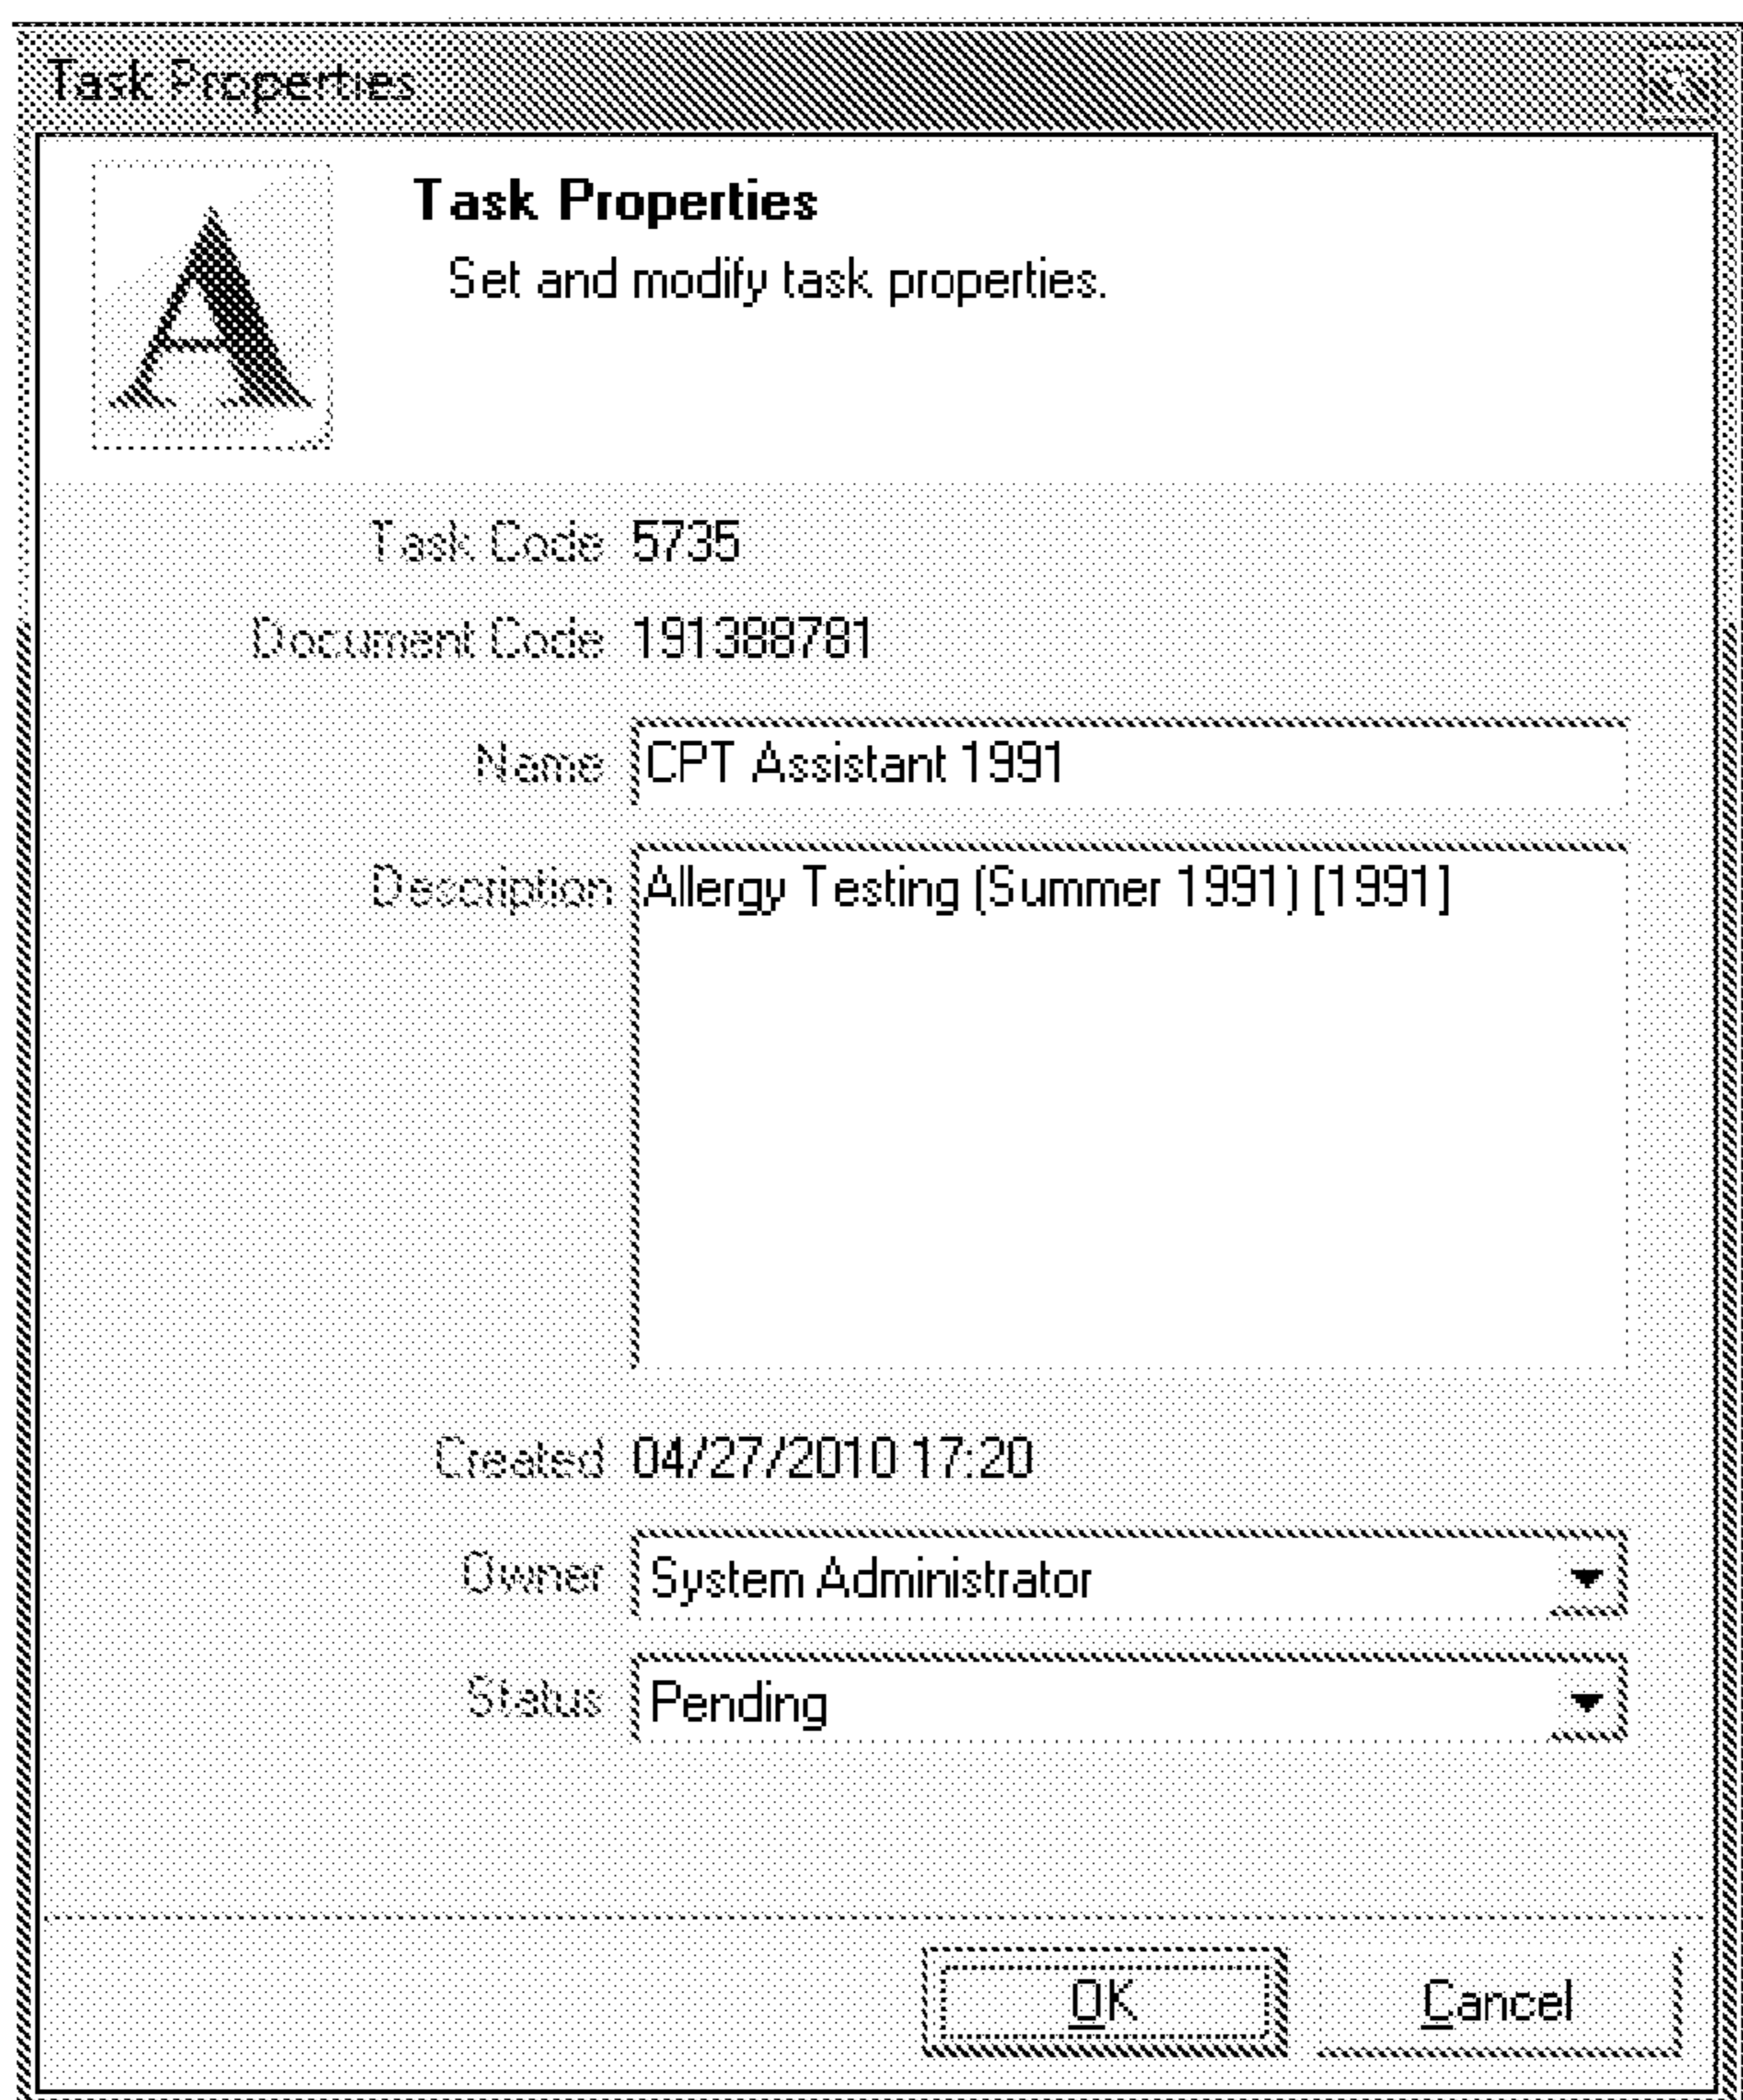 Task Properties
A
Task Properties
Set and modify task properties.
Task Code 5735
Document Code 191388781
Name CPT Assistant 1991
Description Allergy Testing (Summer 1991) [1991]
Created 04/27/2010 17:20
Owner System Administrator
Status Pending
OK Cancel